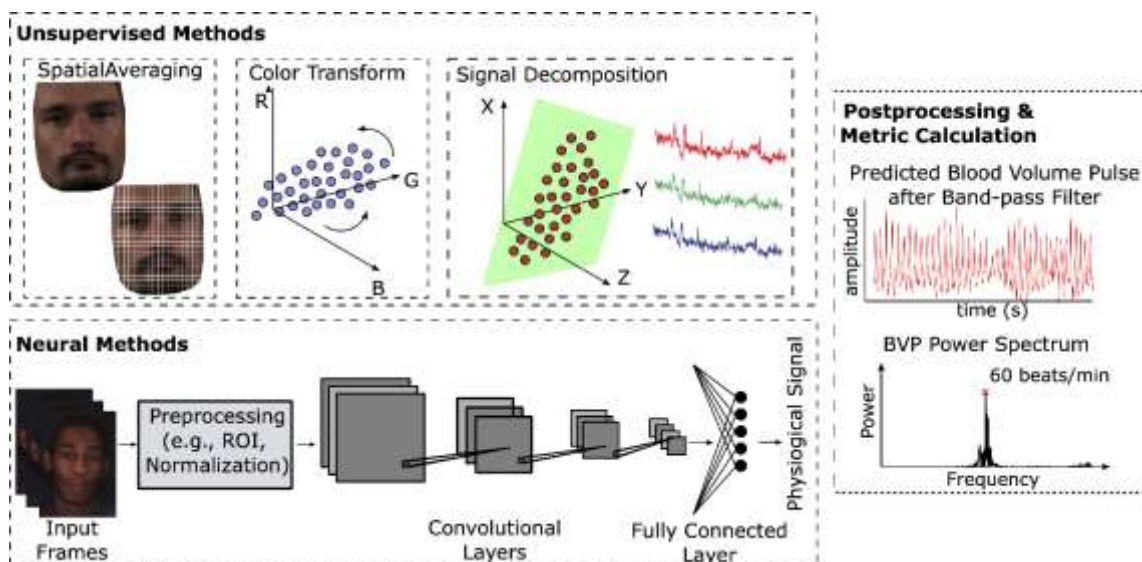 Unsupervised Methods
SpatialAveraging
Color Transform
R
G
B
Signal Decomposition
X
Y
Z
Neural Methods
Preprocessing
(e.g., ROI,
Normalization)
Input
Frames
Convolutional
Layers
Fully Connected
Layer
Physiological Signal
Postprocessing &
Metric Calculation
Predicted Blood Volume Pulse
after Band-pass Filter
amplitude
time (s)
BVP Power Spectrum
60 beats/min
Power
Frequency